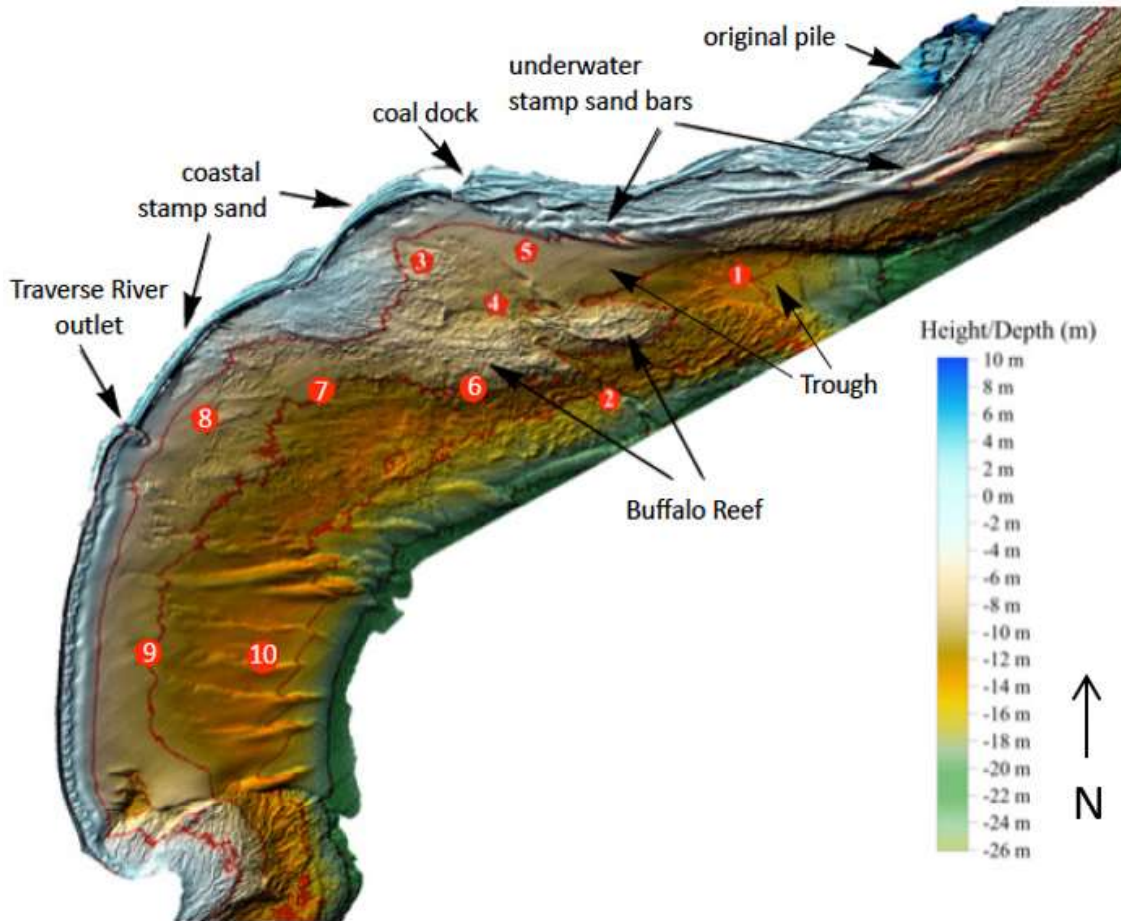 original pile
underwater
stamp sand bars
coal dock
coastal
stamp sand
Traverse River
outlet
3
5
4
1
7
6
2
8
Trough
Buffalo Reef
9
10
Height/Depth (m)
10 m
8 m
6 m
4 m
2 m
0 m
-2 m
-4 m
-6 m
-8 m
-10 m
-12 m
-14 m
-16 m
-18 m
-20 m
-22 m
-24 m
-26 m
N